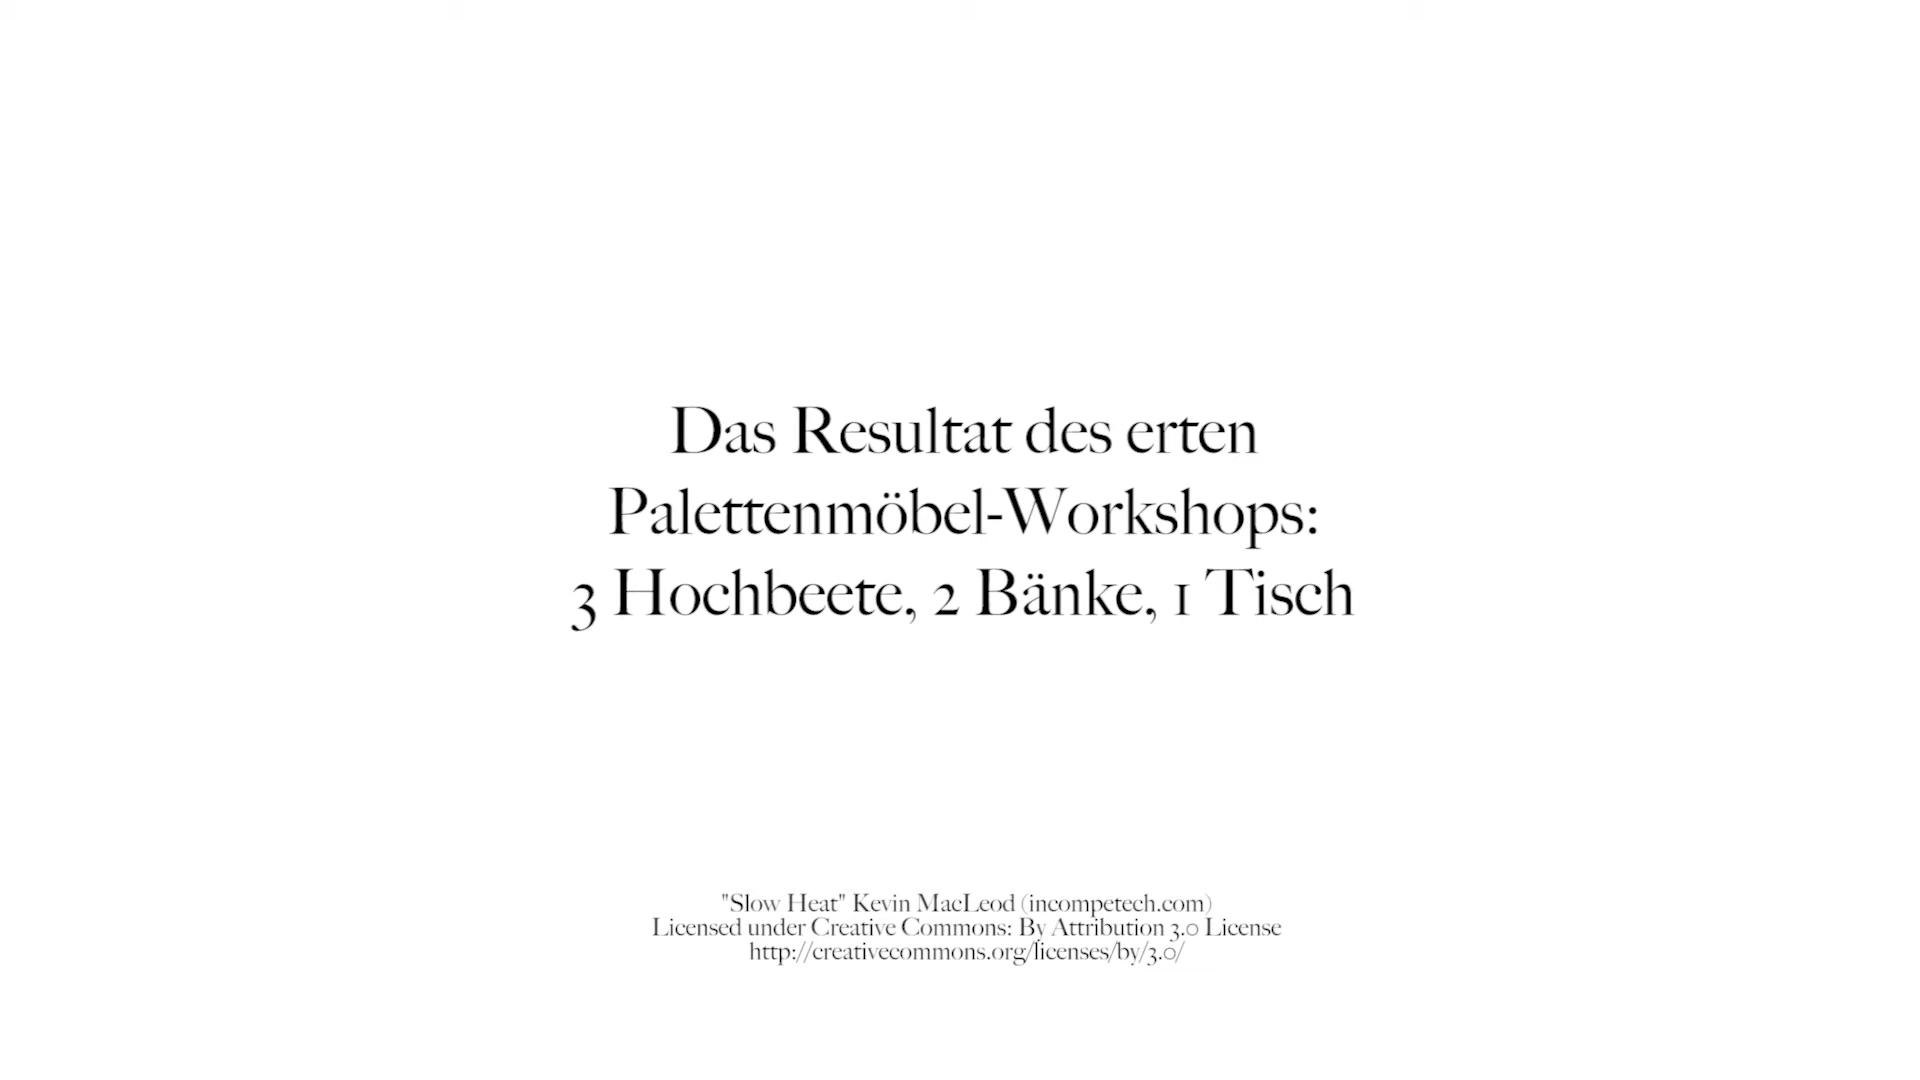 Das Resultat des erten
Palettenmöbel-Workshops:
3 Hochbeete, 2 Bänke, 1 Tisch
"Slow Heat" Kevin MacLeod (incompetech.com)
Licensed under Creative Commons: By Attribution 3.0 License
http://creativecommons.org/licenses/by/3.0/